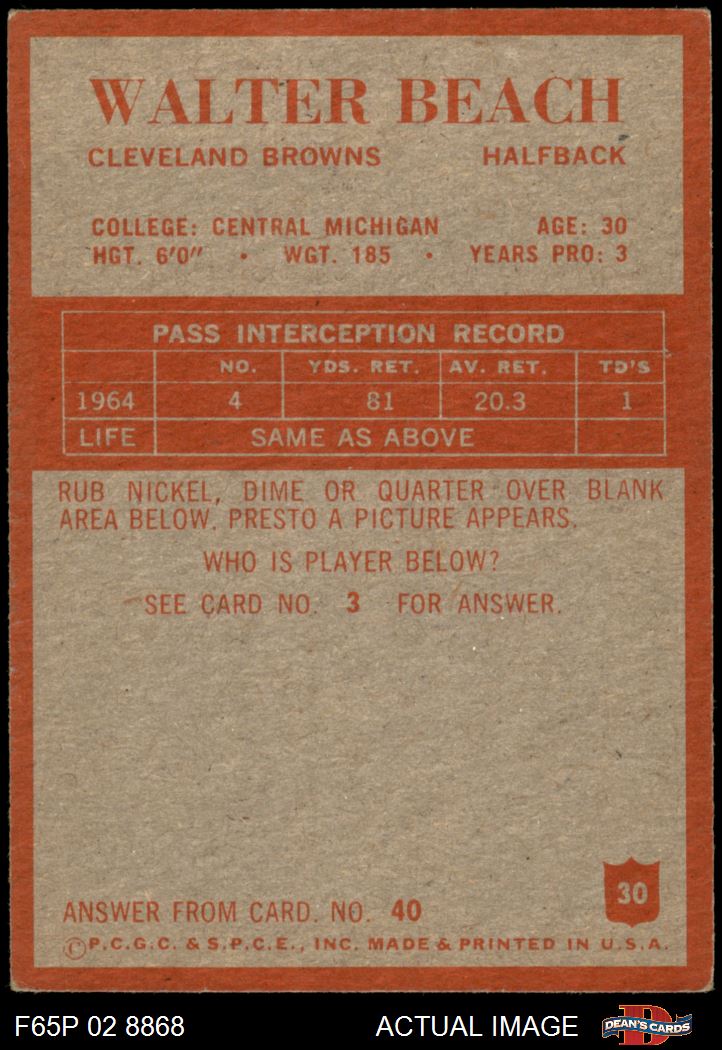 WALTER BEACH
CLEVELAND BROWNS HALFBACK
COLLEGE: CENTRAL MICHIGAN AGE: 30
HGT. 6'0" • WGT. 185 • YEARS PRO: 3
PASS INTERCEPTION RECORD
NO. YDS. RET. AV. RET. TD'S
1964 4 81 20.3 1
LIFE SAME AS ABOVE
RUB NICKEL, DIME OR QUARTER OVER BLANK
AREA BELOW. PRESTO A PICTURE APPEARS.
WHO IS PLAYER BELOW?
SEE CARD NO. 3 FOR ANSWER.
30
ANSWER FROM CARD. NO. 40
©P.C.G.C. & S.P.C.E., INC. MADE & PRINTED IN U.S.A.
F65P 02 8868 ACTUAL IMAGE D DEAN'S CARDS